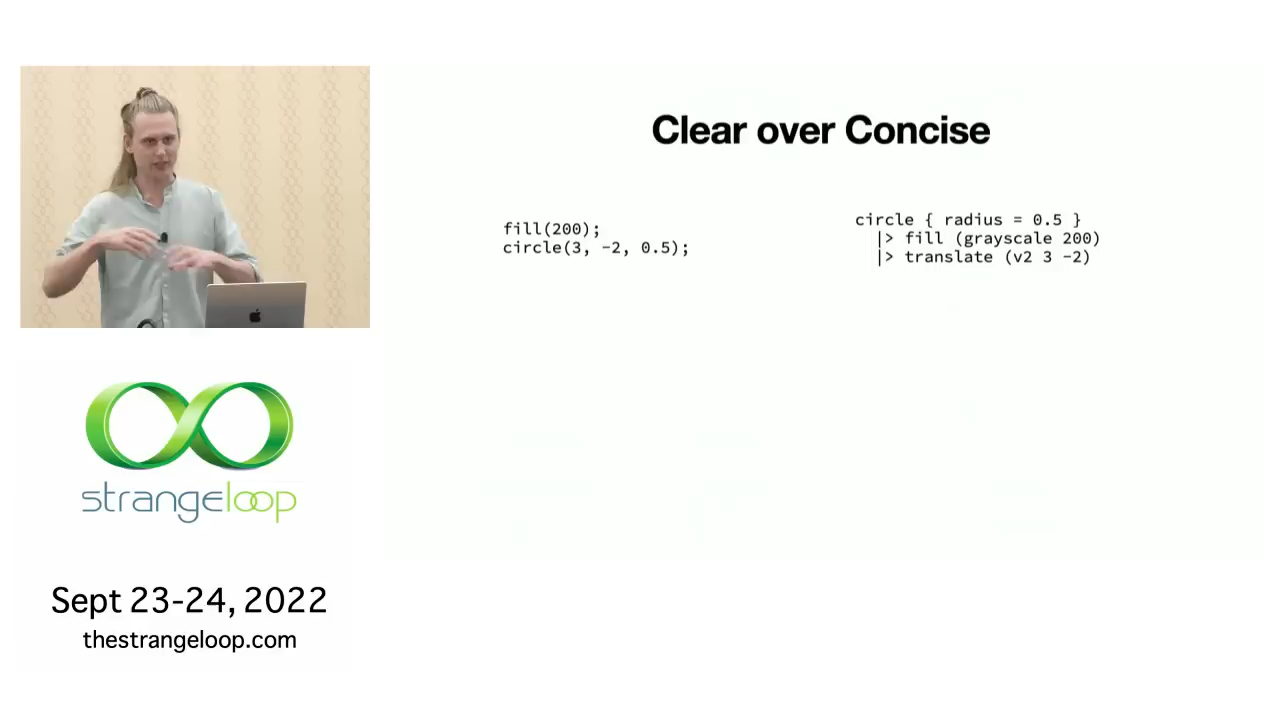 Clear over Concise
fill(200);
circle(3, -2, 0.5);
circle { radius = 0.5 }
|> fill (grayscale 200)
|> translate (v2 3 -2)
strangeloop
Sept 23-24, 2022
thestrangeloop.com